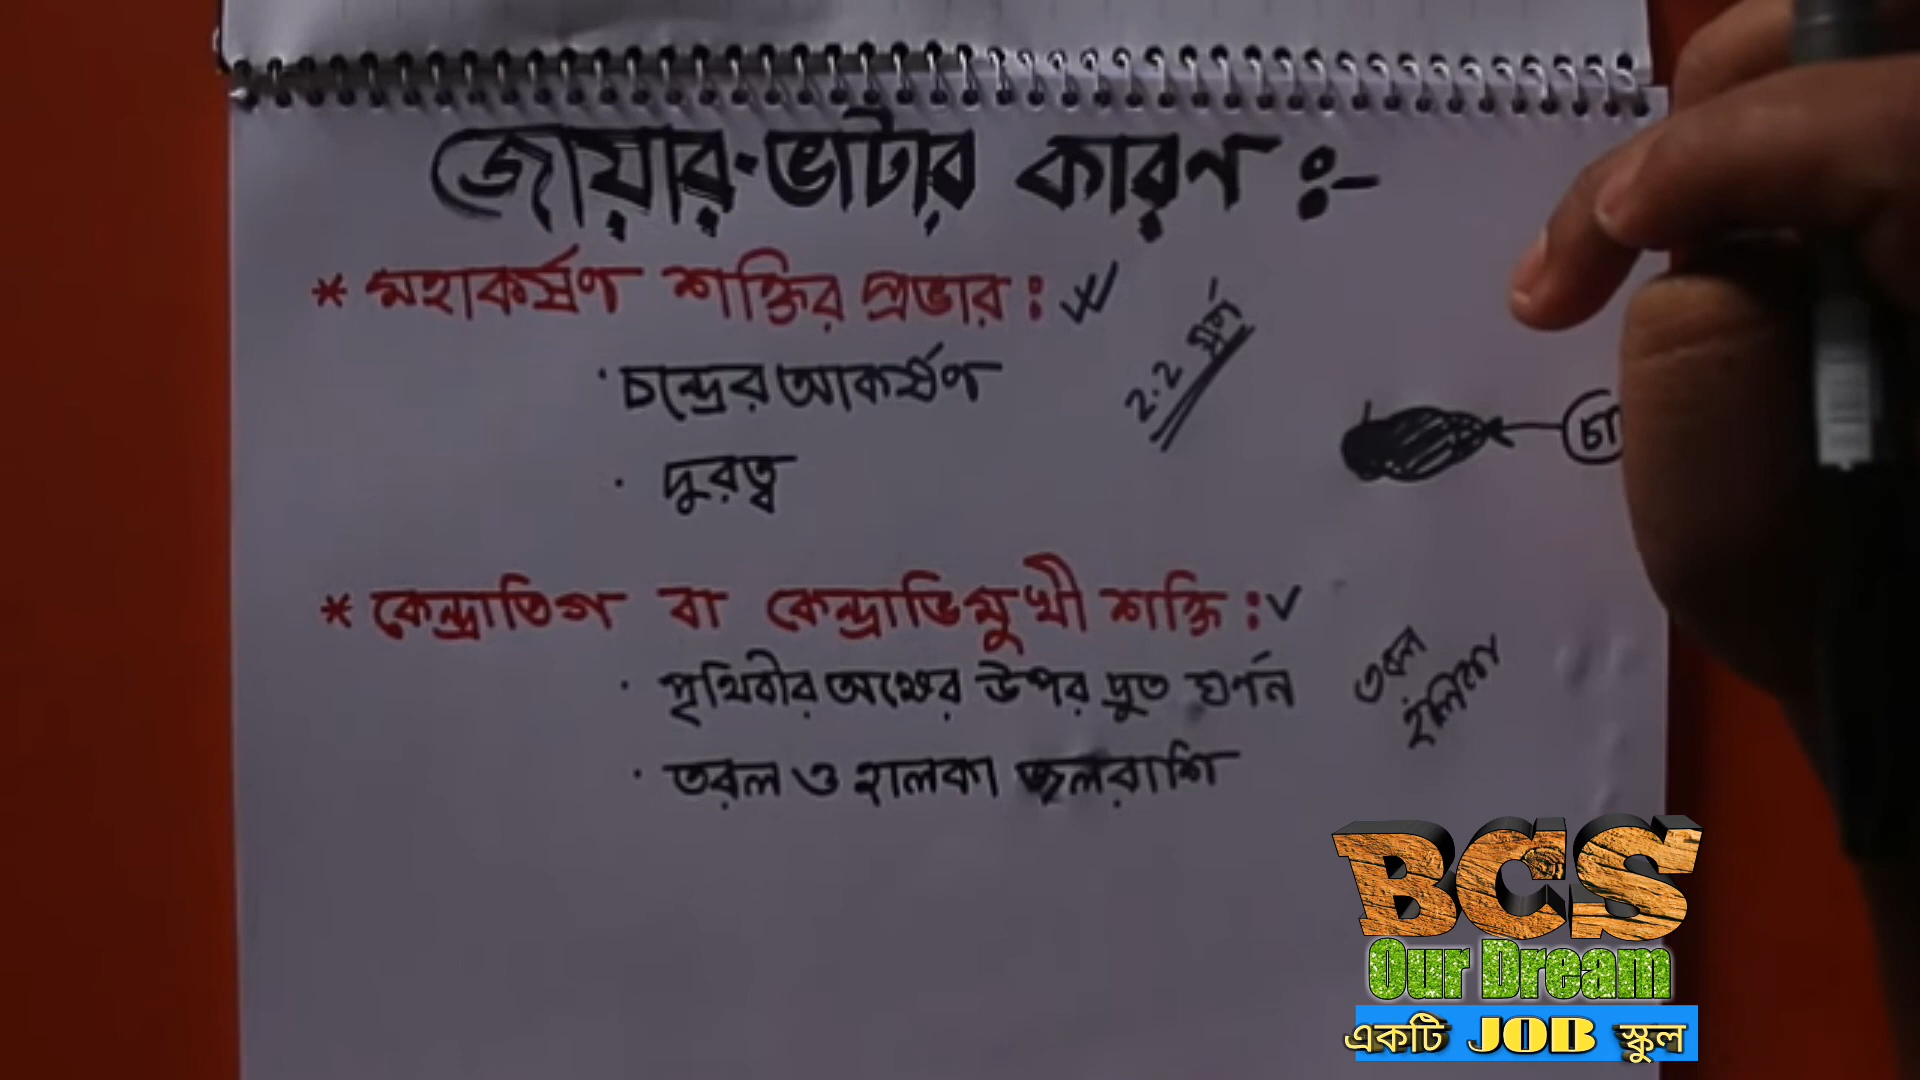 জোয়ার-ভাটার কারণ :-
* মহাকর্ষণ শক্তির প্রভার :
· চন্দ্রের আকর্ষণ
2.2 গুণ
চা
· দুরত্ব
* কেন্দ্রাতিগ বা কেন্দ্রাভিমুখী শক্তি :
· পৃথিবীর অক্ষের উপর দ্রুত ঘর্ণন
· তরল ও হালকা জলরাশি
BCS
Our Dream
একটি JOB স্কুল